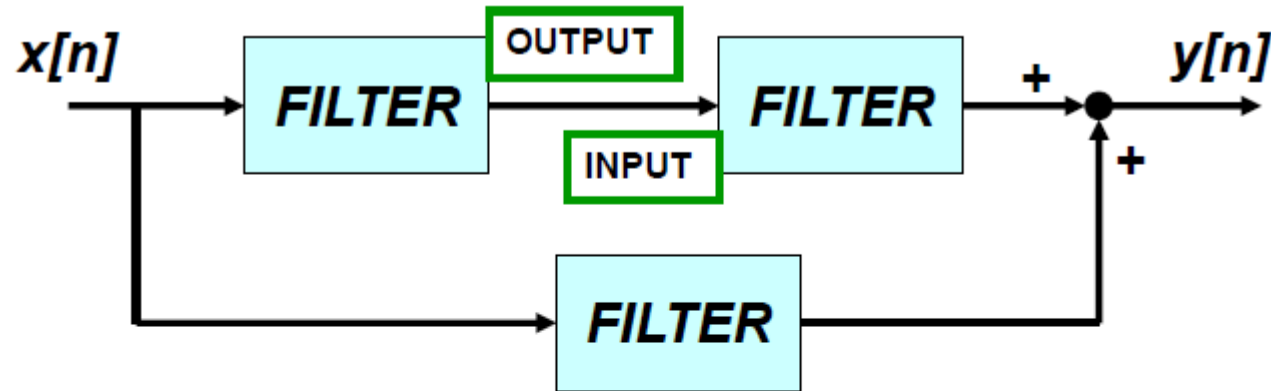 x[n]
FILTER
OUTPUT
INPUT
FILTER
+
y[n]
+
FILTER